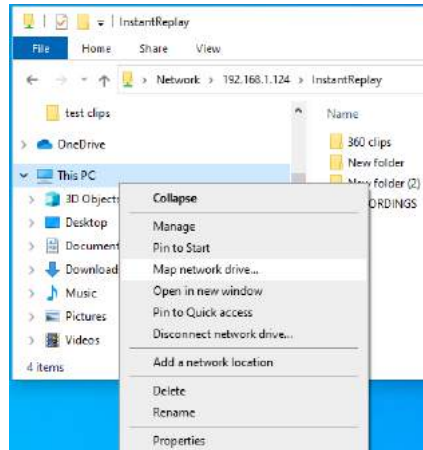 InstantReplay
File Home Share View
Network > 192.168.1.124 > InstantReplay
test clips
OneDrive
This PC
3D Objects
Desktop
Document
Download
Music
Pictures
Videos
4 items
Name
360 clips
New folder
New folder (2)
ORDINGS
Collapse
Manage
Pin to Start
Map network drive...
Open in new window
Pin to Quick access
Disconnect network drive...
Add a network location
Delete
Rename
Properties